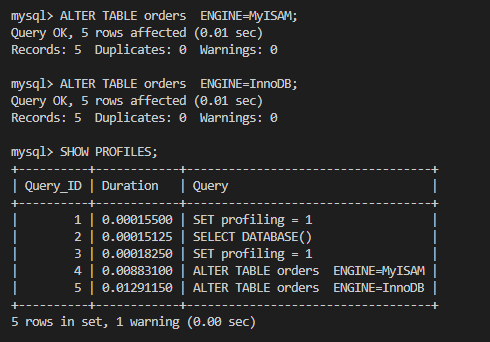 mysql> ALTER TABLE orders  ENGINE=MyISAM;
Query OK, 5 rows affected (0.01 sec)
Records: 5  Duplicates: 0  Warnings: 0

mysql> ALTER TABLE orders  ENGINE=InnoDB;
Query OK, 5 rows affected (0.01 sec)
Records: 5  Duplicates: 0  Warnings: 0

mysql> SHOW PROFILES;
+----------+------------+-----------------------------------+
| Query_ID | Duration   | Query                             |
+----------+------------+-----------------------------------+
|        1 | 0.00015500 | SET profiling = 1                 |
|        2 | 0.00015125 | SELECT DATABASE()                 |
|        3 | 0.00018250 | SET profiling = 1                 |
|        4 | 0.00883100 | ALTER TABLE orders  ENGINE=MyISAM |
|        5 | 0.01291150 | ALTER TABLE orders  ENGINE=InnoDB |
+----------+------------+-----------------------------------+
5 rows in set, 1 warning (0.00 sec)